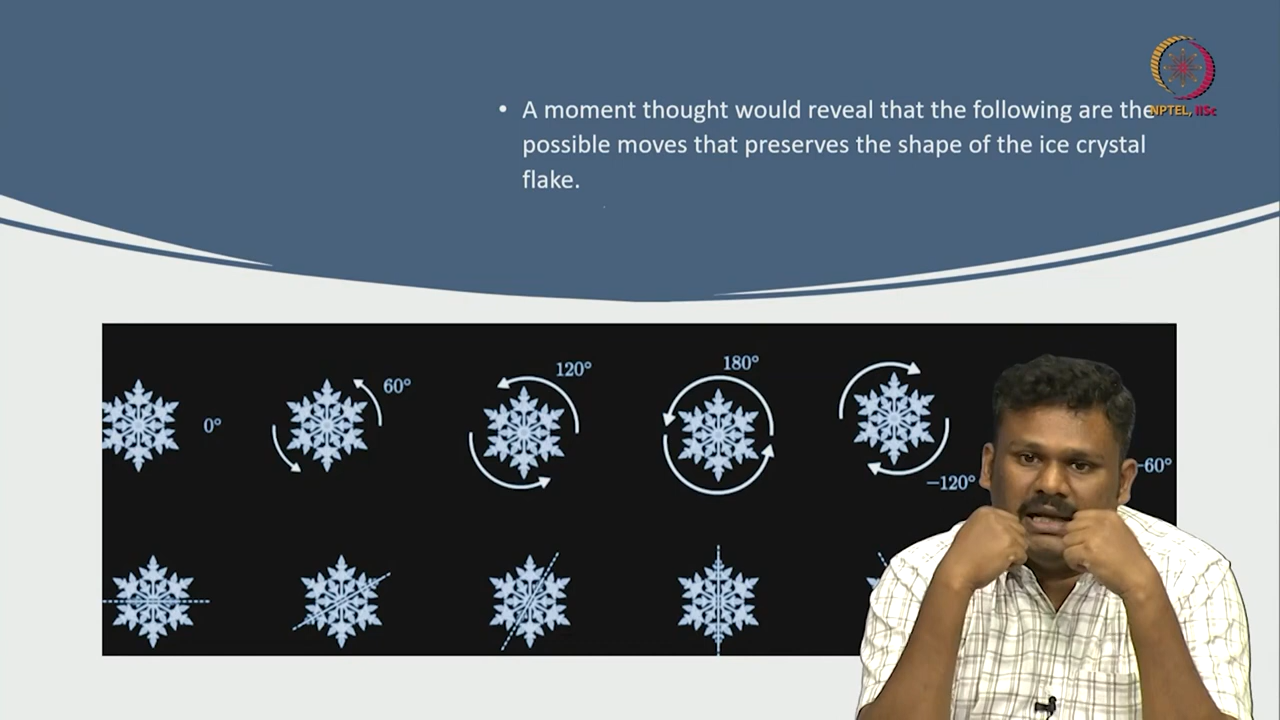 • A moment thought would reveal that the following are the
possible moves that preserves the shape of the ice crystal
flake.
NPTEL, IISc
0°
60°
120°
180°
−120°
−60°